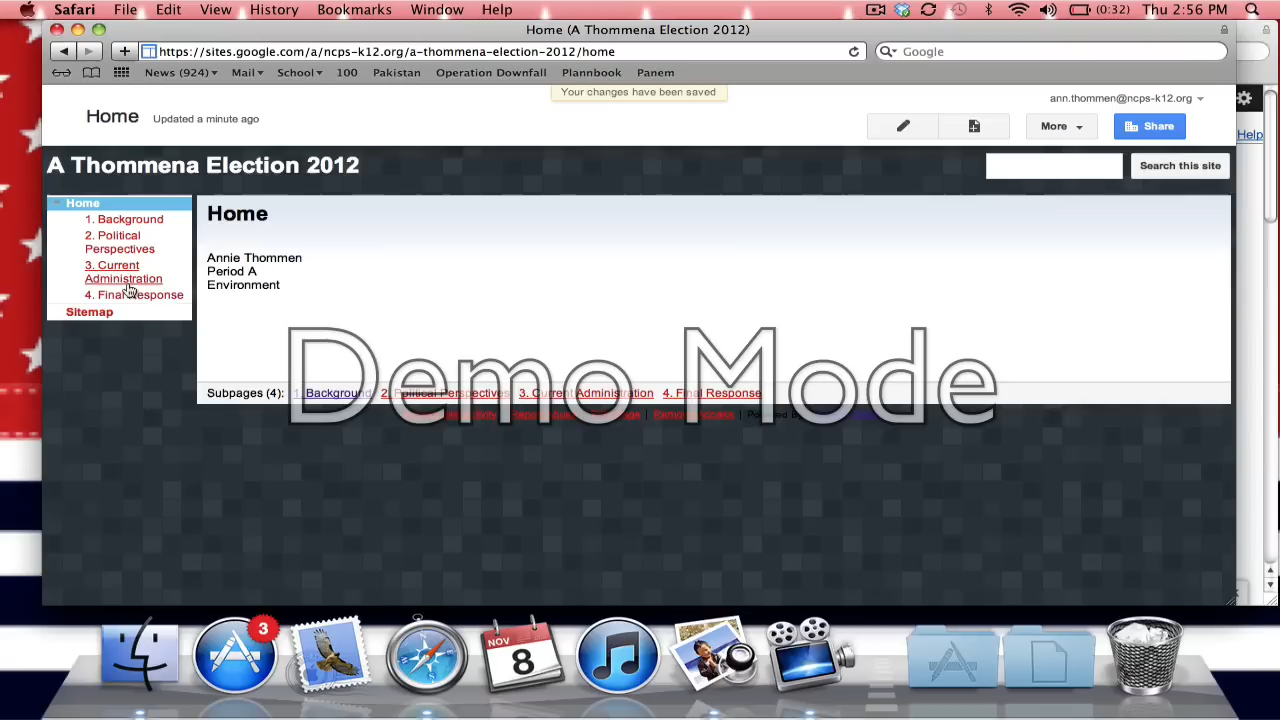 Safari File Edit View History Bookmarks Window Help (0:32) Thu 2:56 PM
Home (A Thommena Election 2012)
https://sites.google.com/a/ncps-k12.org/a-thommena-election-2012/home Google
News (924) Mail School 100 Pakistan Operation Downfall Plannbook Panem
Your changes have been saved
ann.thommen@ncps-k12.org
Home Updated a minute ago More Share
Help
A Thommena Election 2012 Search this site
Home
1. Background
2. Political
Perspectives
3. Current
Administration
4. Final Response
Sitemap
Home
Annie Thommen
Period A
Environment
Demo Mode
Subpages (4): 1. Background 2. Political Perspectives 3. Current Administration 4. Final Response
3
NOV
8